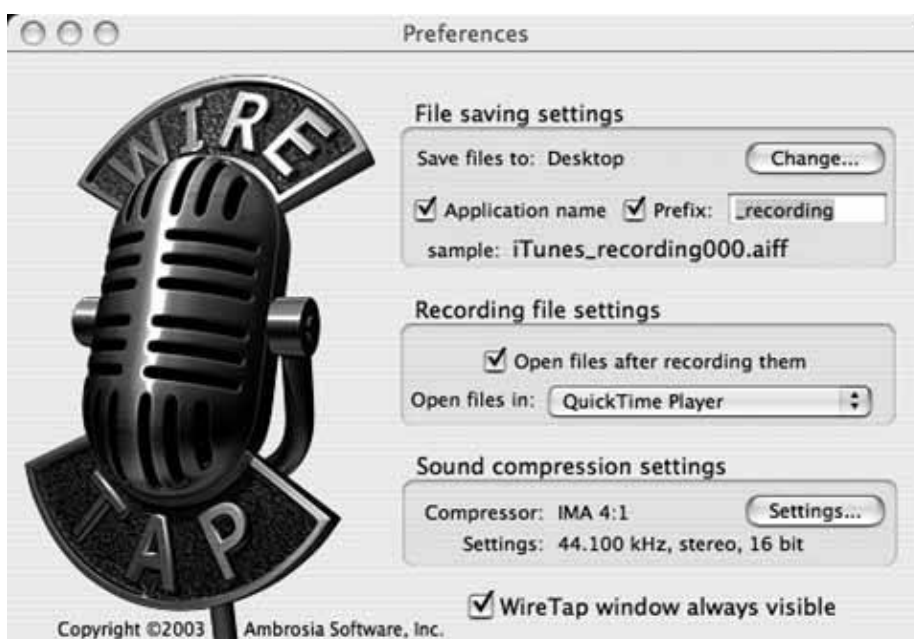 Preferences
WIRE
TAP
File saving settings
Save files to: Desktop Change...
Application name Prefix: _recording
sample: iTunes_recording000.aiff
Recording file settings
Open files after recording them
Open files in: QuickTime Player
Sound compression settings
Compressor: IMA 4:1 Settings...
Settings: 44.100 kHz, stereo, 16 bit
WireTap window always visible
Copyright ©2003 Ambrosia Software, Inc.